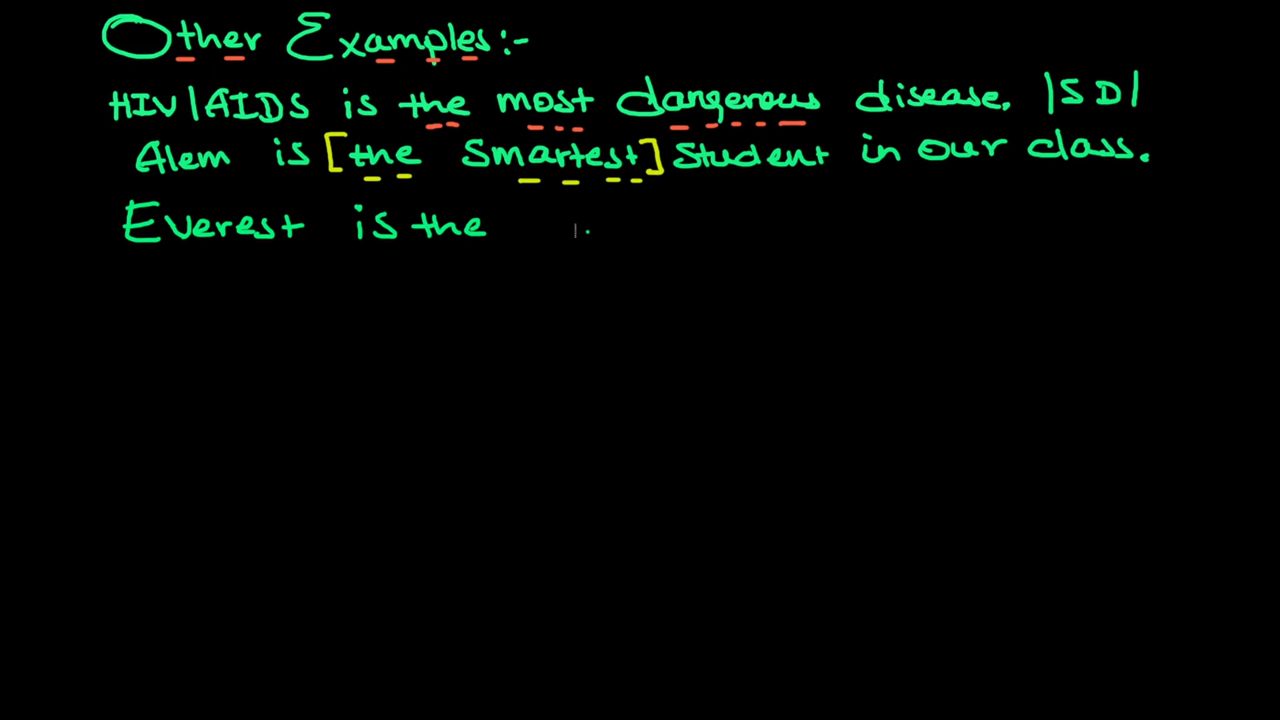 Other Examples:-
HIV/AIDS is the most dangerous disease. |SD|
Alem is [the Smartest] Student in our class.
Everest is the